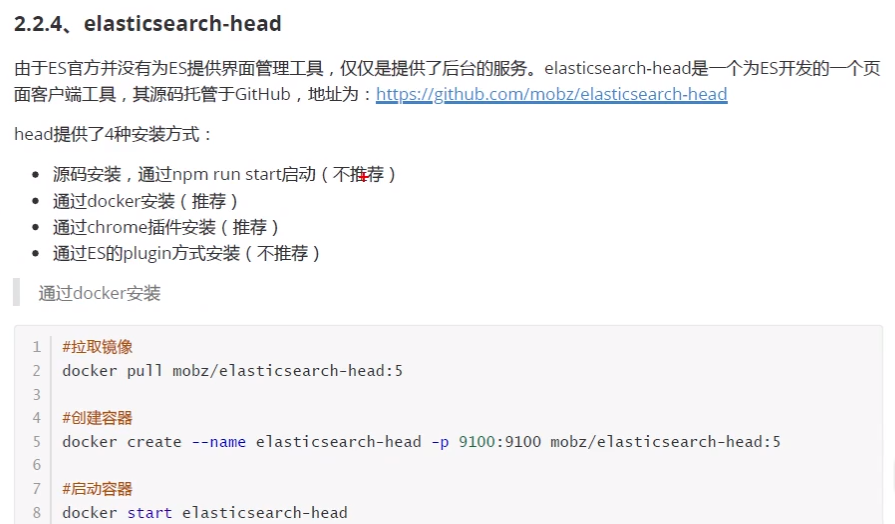 2.2.4、elasticsearch-head
由于ES官方并没有为ES提供界面管理工具，仅仅是提供了后台的服务。elasticsearch-head是一个为ES开发的一个页
面客户端工具，其源码托管于GitHub，地址为：https://github.com/mobz/elasticsearch-head
head提供了4种安装方式：
• 源码安装，通过npm run start启动（不推荐）
• 通过docker安装（推荐）
• 通过chrome插件安装（推荐）
• 通过ES的plugin方式安装（不推荐）
通过docker安装
1 #拉取镜像
2 docker pull mobz/elasticsearch-head:5
3
4 #创建容器
5 docker create --name elasticsearch-head -p 9100:9100 mobz/elasticsearch-head:5
6
7 #启动容器
8 docker start elasticsearch-head